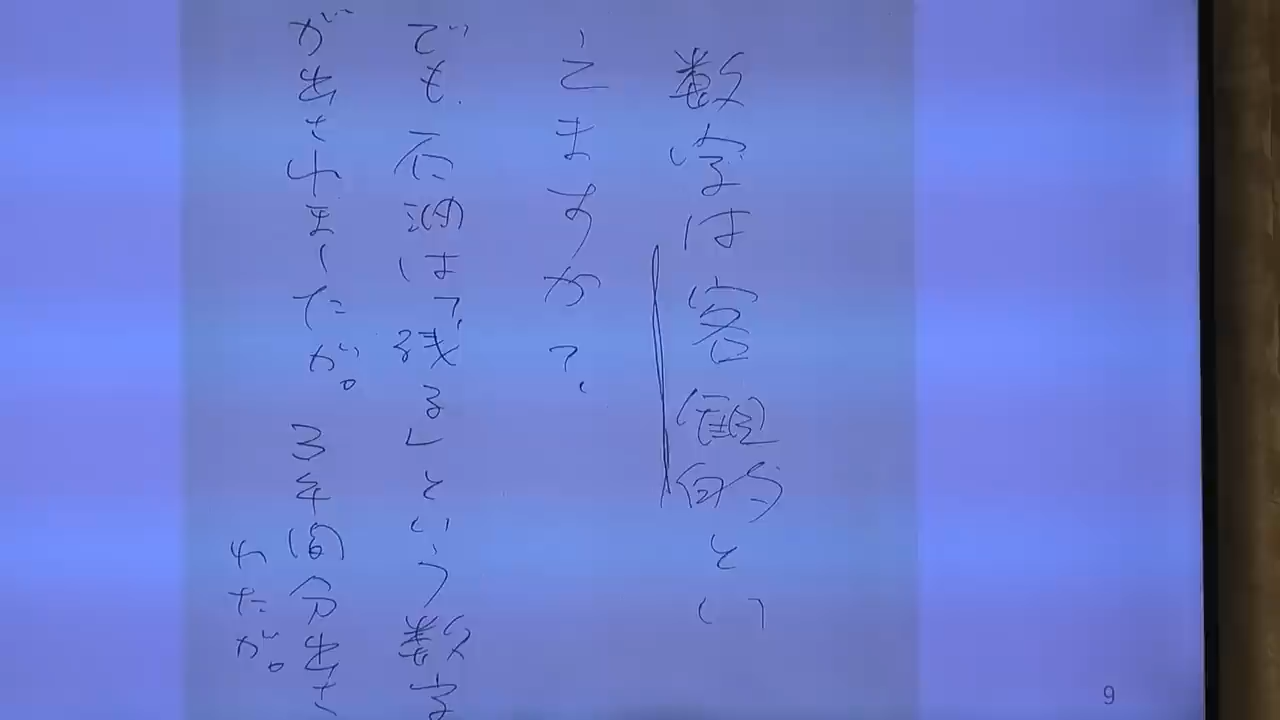 数字は客観的とい
えますか？
でも、石油は「残る」という数字
が出されましたが。3年間分出さ
れたが。
9